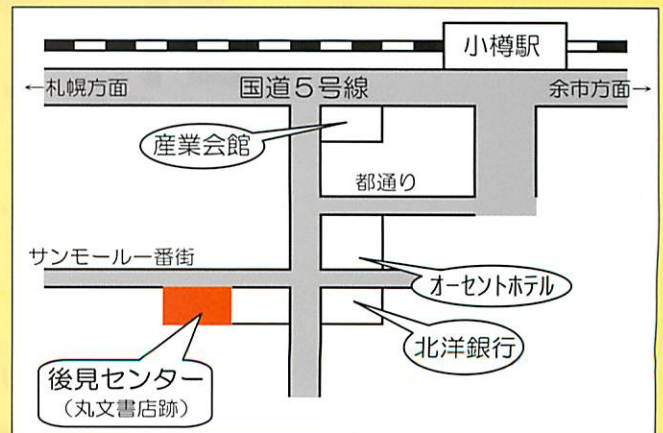 小樽駅
←札幌方面
国道5号線
余市方面→
産業会館
都通り
サンモール一番街
オーセントホテル
北洋銀行
後見センター
（丸文書店跡）